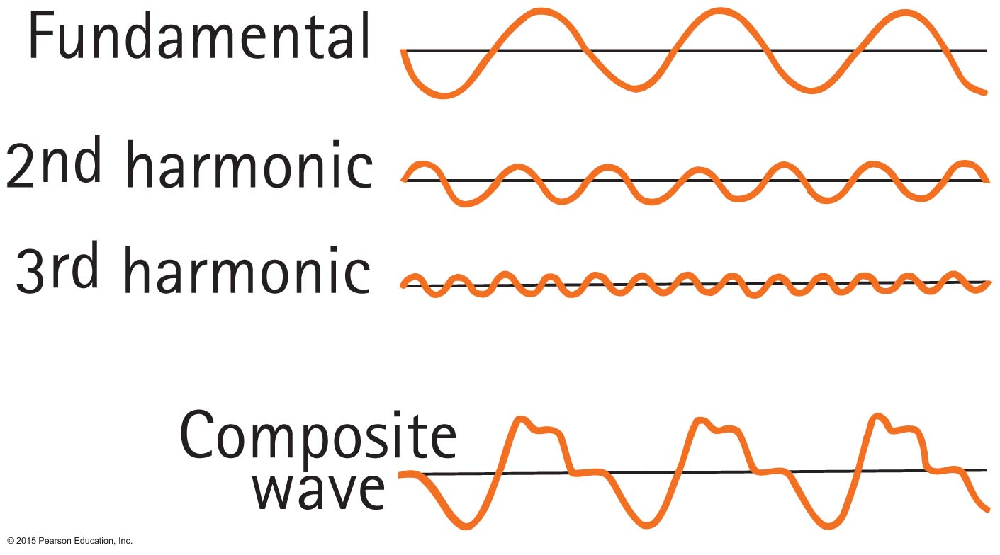 Fundamental
2nd harmonic
3rd harmonic
Composite
wave
© 2015 Pearson Education, Inc.